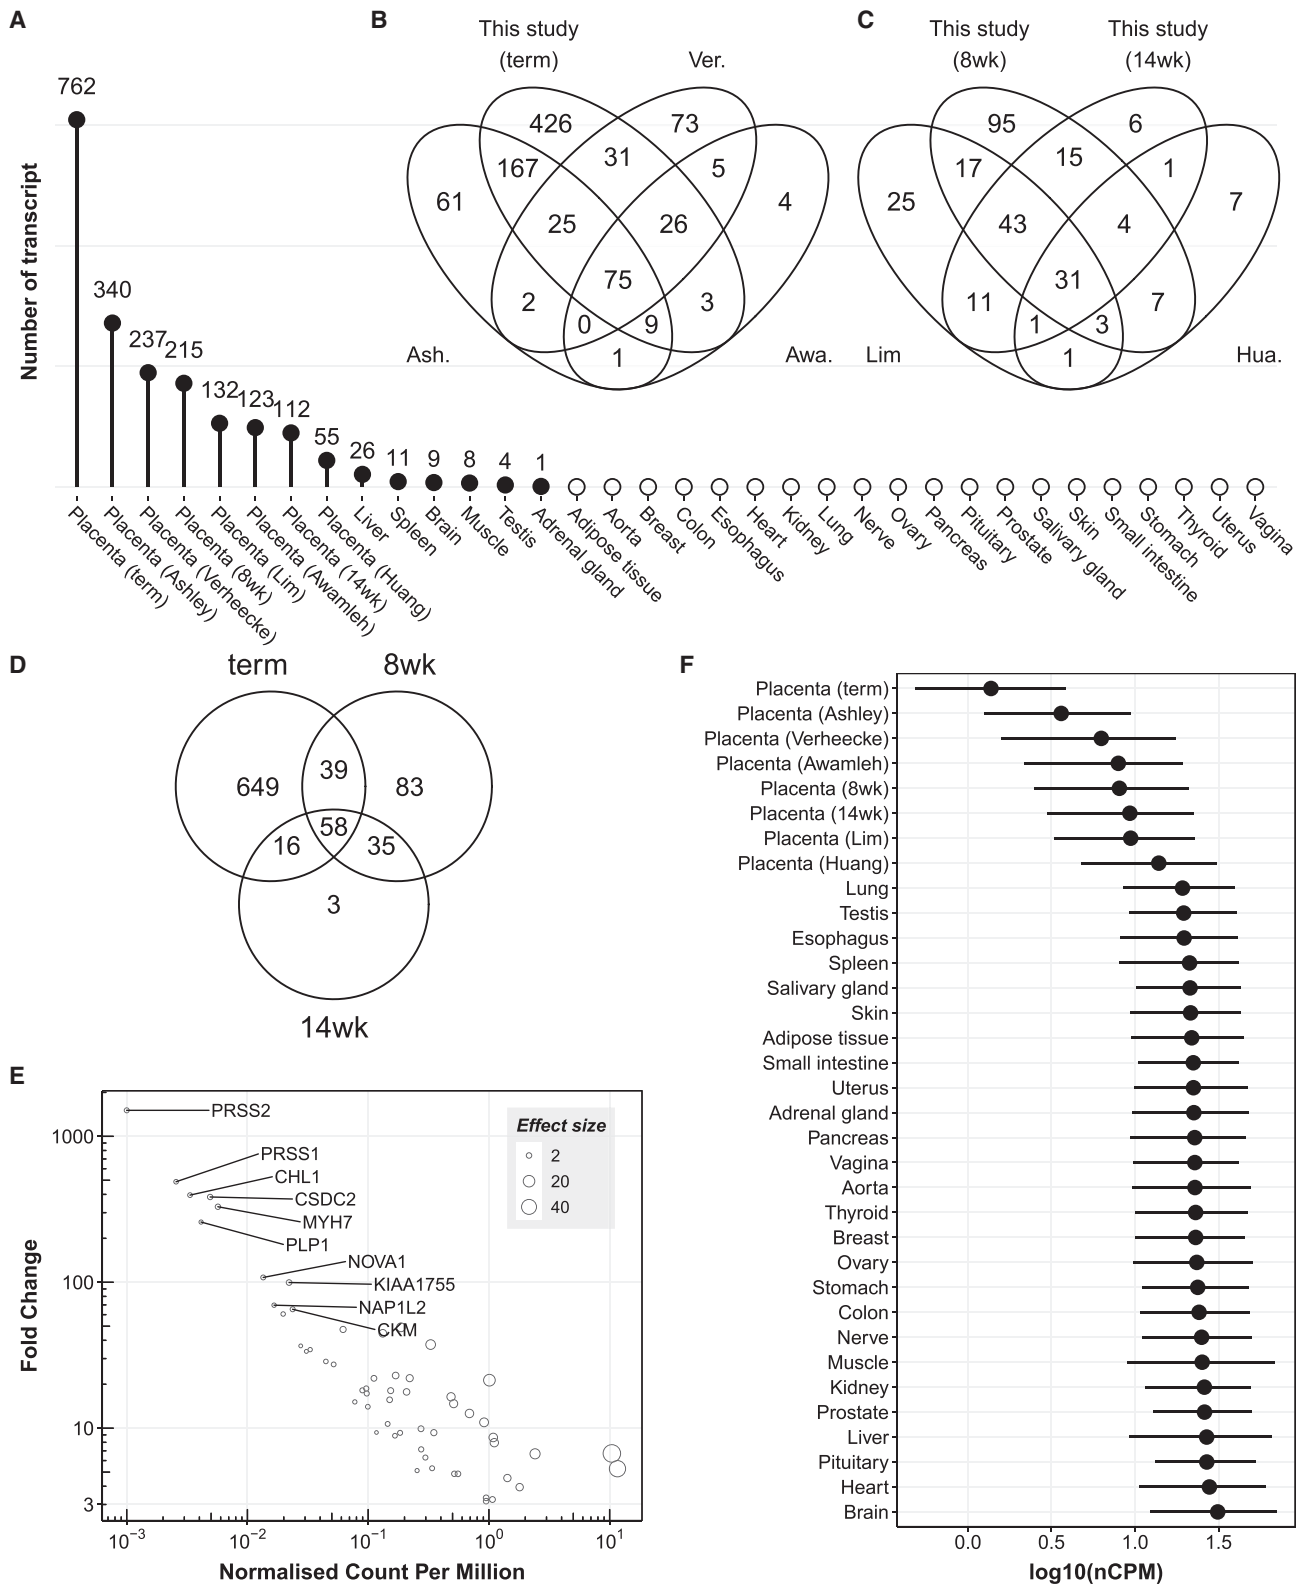 A
Number of transcript
762
340
237
215
132
123
112
55
26
11
9
8
4
1
Placenta (term)
Placenta (Ashley)
Placenta (Verheecke)
Placenta (8wk)
Placenta (Lim)
Placenta (Awamleh)
Placenta (14wk)
Placenta (Huang)
Liver
Spleen
Brain
Muscle
Testis
Adrenal gland
Adipose tissue
Aorta
Breast
Colon
Esophagus
Heart
Kidney
Lung
Nerve
Ovary
Pancreas
Pituitary
Prostate
Salivary gland
Skin
Small intestine
Stomach
Thyroid
Uterus
Vagina
B
This study
(term)
Ver.
426
73
167
31
5
61
25
26
4
75
2
3
0
9
1
Ash.
Awa.
C
This study
(8wk)
This study
(14wk)
95
6
17
15
1
25
43
4
7
31
11
7
1
3
1
Lim
Hua.
D
term
8wk
39
649
83
58
16
35
3
14wk
E
Fold Change
1000
100
10
3
PRSS2
PRSS1
CHL1
CSDC2
MYH7
PLP1
NOVA1
KIAA1755
NAP1L2
CKM
Effect size
2
20
40
10⁻³
10⁻²
10⁻¹
10⁰
10¹
Normalised Count Per Million
F
Placenta (term)
Placenta (Ashley)
Placenta (Verheecke)
Placenta (Awamleh)
Placenta (8wk)
Placenta (14wk)
Placenta (Lim)
Placenta (Huang)
Lung
Testis
Esophagus
Spleen
Salivary gland
Skin
Adipose tissue
Small intestine
Uterus
Adrenal gland
Pancreas
Vagina
Aorta
Thyroid
Breast
Ovary
Stomach
Colon
Nerve
Muscle
Kidney
Prostate
Liver
Pituitary
Heart
Brain
0.0
0.5
1.0
1.5
log10(nCPM)